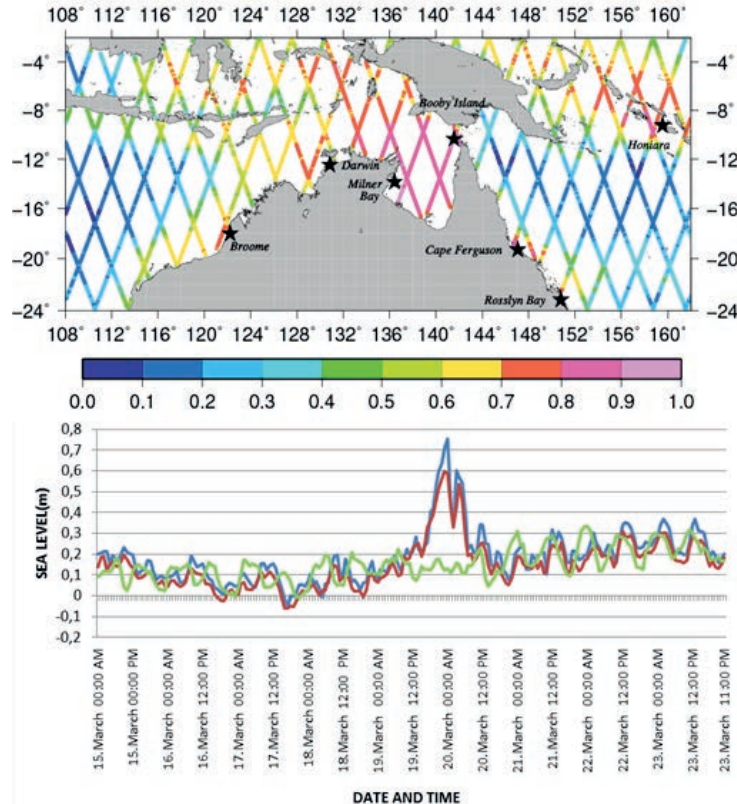 108° 112° 116° 120° 124° 128° 132° 136° 140° 144° 148° 152° 156° 160°
−4° −4°
−8° −8°
Booby Island
Honiara
−12° −12°
Darwin
Milner
Bay
−16° −16°
Broome
Cape Ferguson
−20° −20°
Rosslyn Bay
−24° −24°
108° 112° 116° 120° 124° 128° 132° 136° 140° 144° 148° 152° 156° 160°
0.0 0.1 0.2 0.3 0.4 0.5 0.6 0.7 0.8 0.9 1.0
SEA LEVEL(m)
0,8
0,7
0,6
0,5
0,4
0,3
0,2
0,1
0
-0,1
-0,2
15.March 00:00 AM
15.March 00:00 PM
16.March 00:00 AM
16.March 12:00 PM
17.March 00:00 AM
17.March 12:00 PM
18.March 00:00 AM
18.March 12:00 PM
19.March 00:00 AM
19.March 12:00 PM
20.March 00:00 AM
20.March 12:00 PM
21.March 00:00 AM
21.March 12:00 PM
22.March 00:00 AM
22.March 12:00 PM
23.March 00:00 AM
23.March 12:00 PM
23.March 11:00 PM
DATE AND TIME